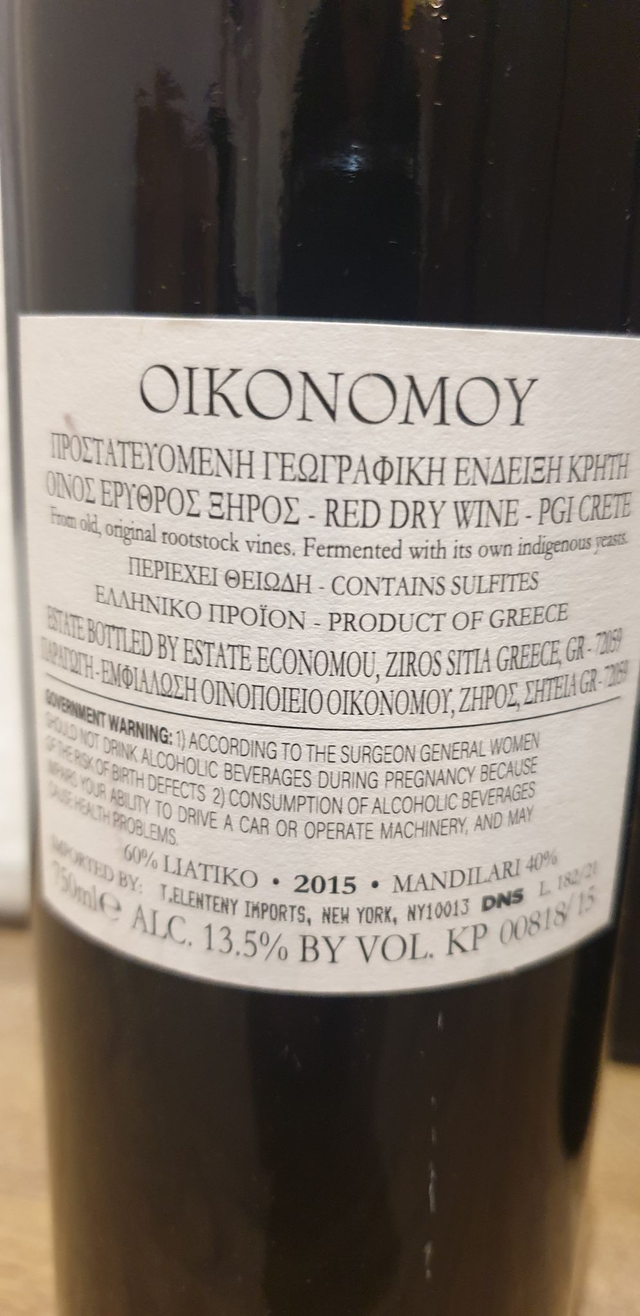 ΟΙΚΟΝΟΜΟΥ
ΠΡΟΣΤΑΤΕΥΟΜΕΝΗ ΓΕΩΓΡΑΦΙΚΗ ΕΝΔΕΙΞΗ ΚΡΗΤΗ
ΟΙΝΟΣ ΕΡΥΘΡΟΣ ΞΗΡΟΣ - RED DRY WINE - PGI CRETE
From old, original rootstock vines. Fermented with its own indigenous yeasts.
ΠΕΡΙΕΧΕΙ ΘΕΙΩΔΗ - CONTAINS SULFITES
ΕΛΛΗΝΙΚΟ ΠΡΟΪΟΝ - PRODUCT OF GREECE
ESTATE BOTTLED BY ESTATE ECONOMOU, ZIROS SITIA GREECE, GR - 72059
ΠΑΡΑΓΩΓΗ - ΕΜΦΙΑΛΩΣΗ ΟΙΝΟΠΟΙΕΙΟ ΟΙΚΟΝΟΜΟΥ, ΖΗΡΟΣ, ΣΗΤΕΙΑ GR - 72059
GOVERNMENT WARNING: 1) ACCORDING TO THE SURGEON GENERAL WOMEN
SHOULD NOT DRINK ALCOHOLIC BEVERAGES DURING PREGNANCY BECAUSE
OF THE RISK OF BIRTH DEFECTS 2) CONSUMPTION OF ALCOHOLIC BEVERAGES
IMPAIRS YOUR ABILITY TO DRIVE A CAR OR OPERATE MACHINERY, AND MAY
CAUSE HEALTH PROBLEMS.
60% LIATIKO • 2015 • MANDILARI 40%
IMPORTED BY: T.ELENTENY IMPORTS, NEW YORK, NY10013 DNS L. 182/21
750ml℮ ALC. 13.5% BY VOL. KP 00818/15